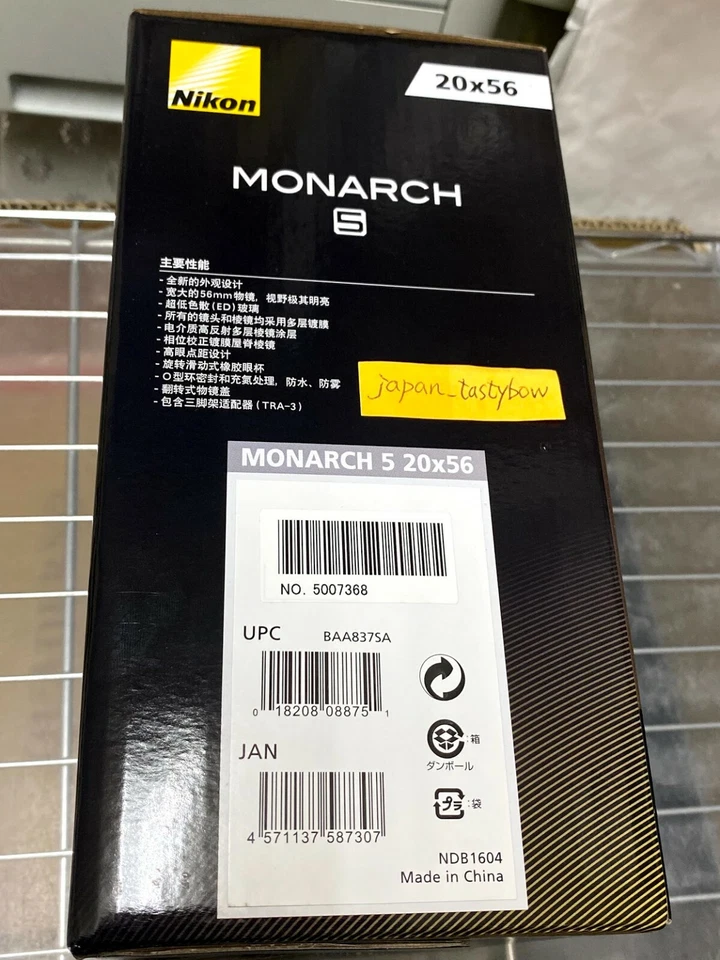 Nikon
20x56
MONARCH
5
主要性能
- 全新的外观设计
- 宽大的56mm物镜，视野极其明亮
- 超低色散(ED)玻璃
- 所有的镜头和棱镜均采用多层镀膜
- 电介质高反射多层棱镜涂层
- 相位校正镀膜屋脊棱镜
- 高眼点距设计
- 旋转滑动式橡胶眼杯
- O型环密封和充氮处理，防水、防雾
- 翻转式物镜盖
- 包含三脚架适配器(TRA-3)
japan_tastybow
MONARCH 5 20x56
NO. 5007368
UPC BAA837SA
0 18208 08875 1
JAN
4 571137 587307
:箱
ダンボール
プラ :袋
NDB1604
Made in China